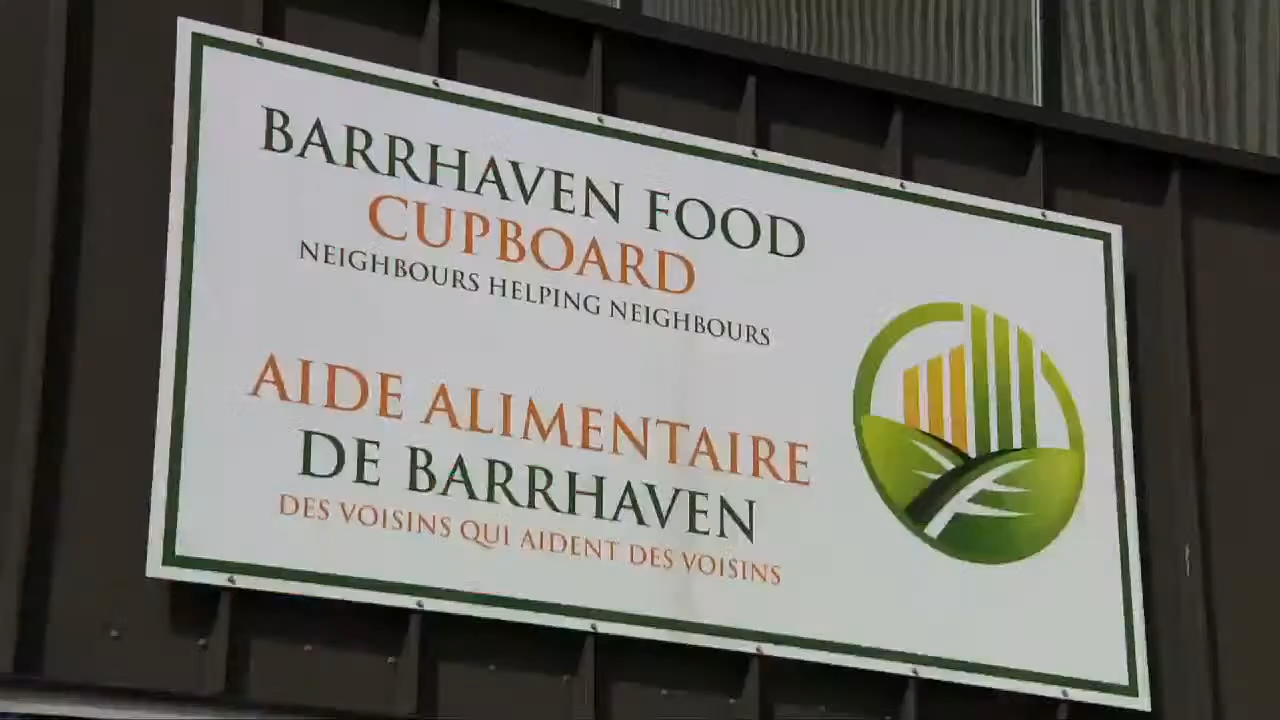 BARRHAVEN FOOD
CUPBOARD
NEIGHBOURS HELPING NEIGHBOURS
AIDE ALIMENTAIRE
DE BARRHAVEN
DES VOISINS QUI AIDENT DES VOISINS